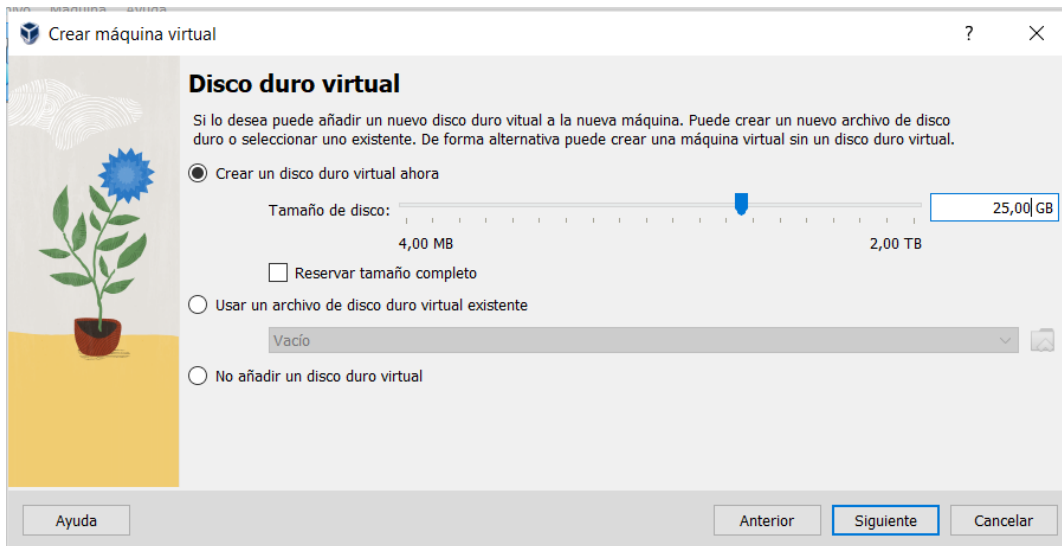 Máquina Ayuda
Crear máquina virtual
?
Disco duro virtual
Si lo desea puede añadir un nuevo disco duro vitual a la nueva máquina. Puede crear un nuevo archivo de disco
duro o seleccionar uno existente. De forma alternativa puede crear una máquina virtual sin un disco duro virtual.
Crear un disco duro virtual ahora
Tamaño de disco: 25,00 GB
4,00 MB 2,00 TB
Reservar tamaño completo
Usar un archivo de disco duro virtual existente
Vacío
No añadir un disco duro virtual
Ayuda Anterior Siguiente Cancelar